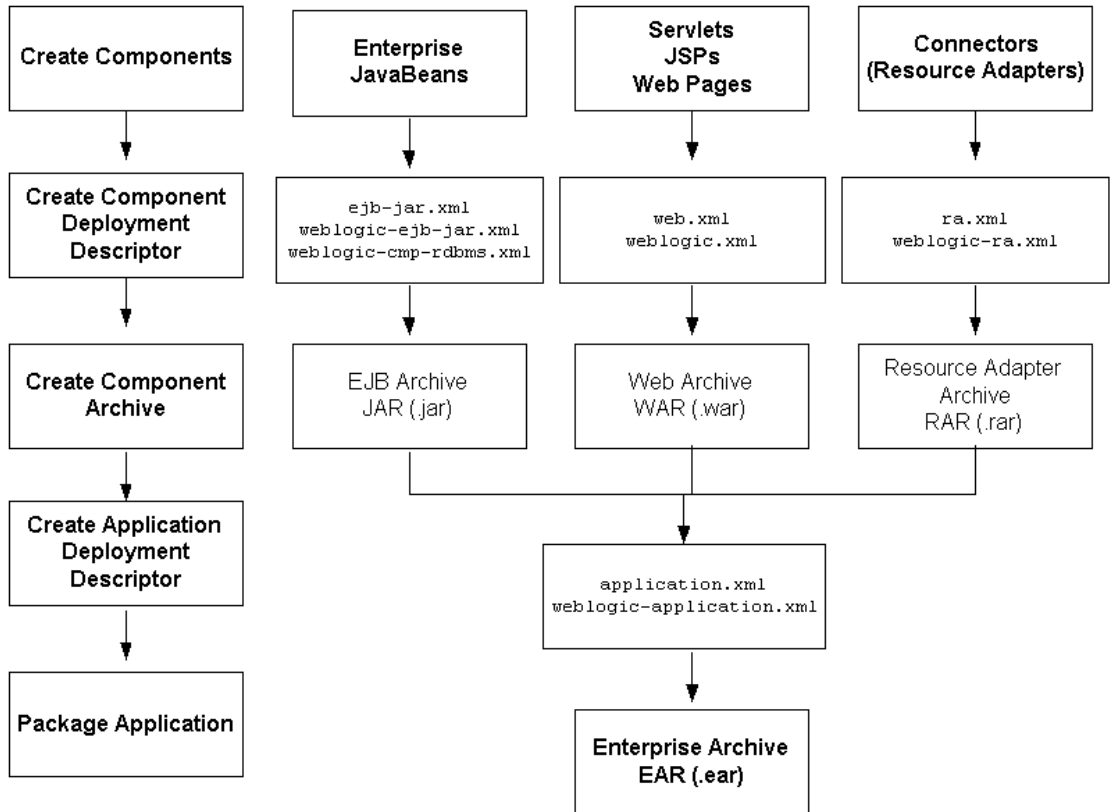 Create Components
Enterprise
JavaBeans
Servlets
JSPs
Web Pages
Connectors
(Resource Adapters)
Create Component
Deployment
Descriptor
ejb-jar.xml
weblogic-ejb-jar.xml
weblogic-cmp-rdbms.xml
web.xml
weblogic.xml
ra.xml
weblogic-ra.xml
Create Component
Archive
EJB Archive
JAR (.jar)
Web Archive
WAR (.war)
Resource Adapter
Archive
RAR (.rar)
Create Application
Deployment
Descriptor
application.xml
weblogic-application.xml
Package Application
Enterprise Archive
EAR (.ear)